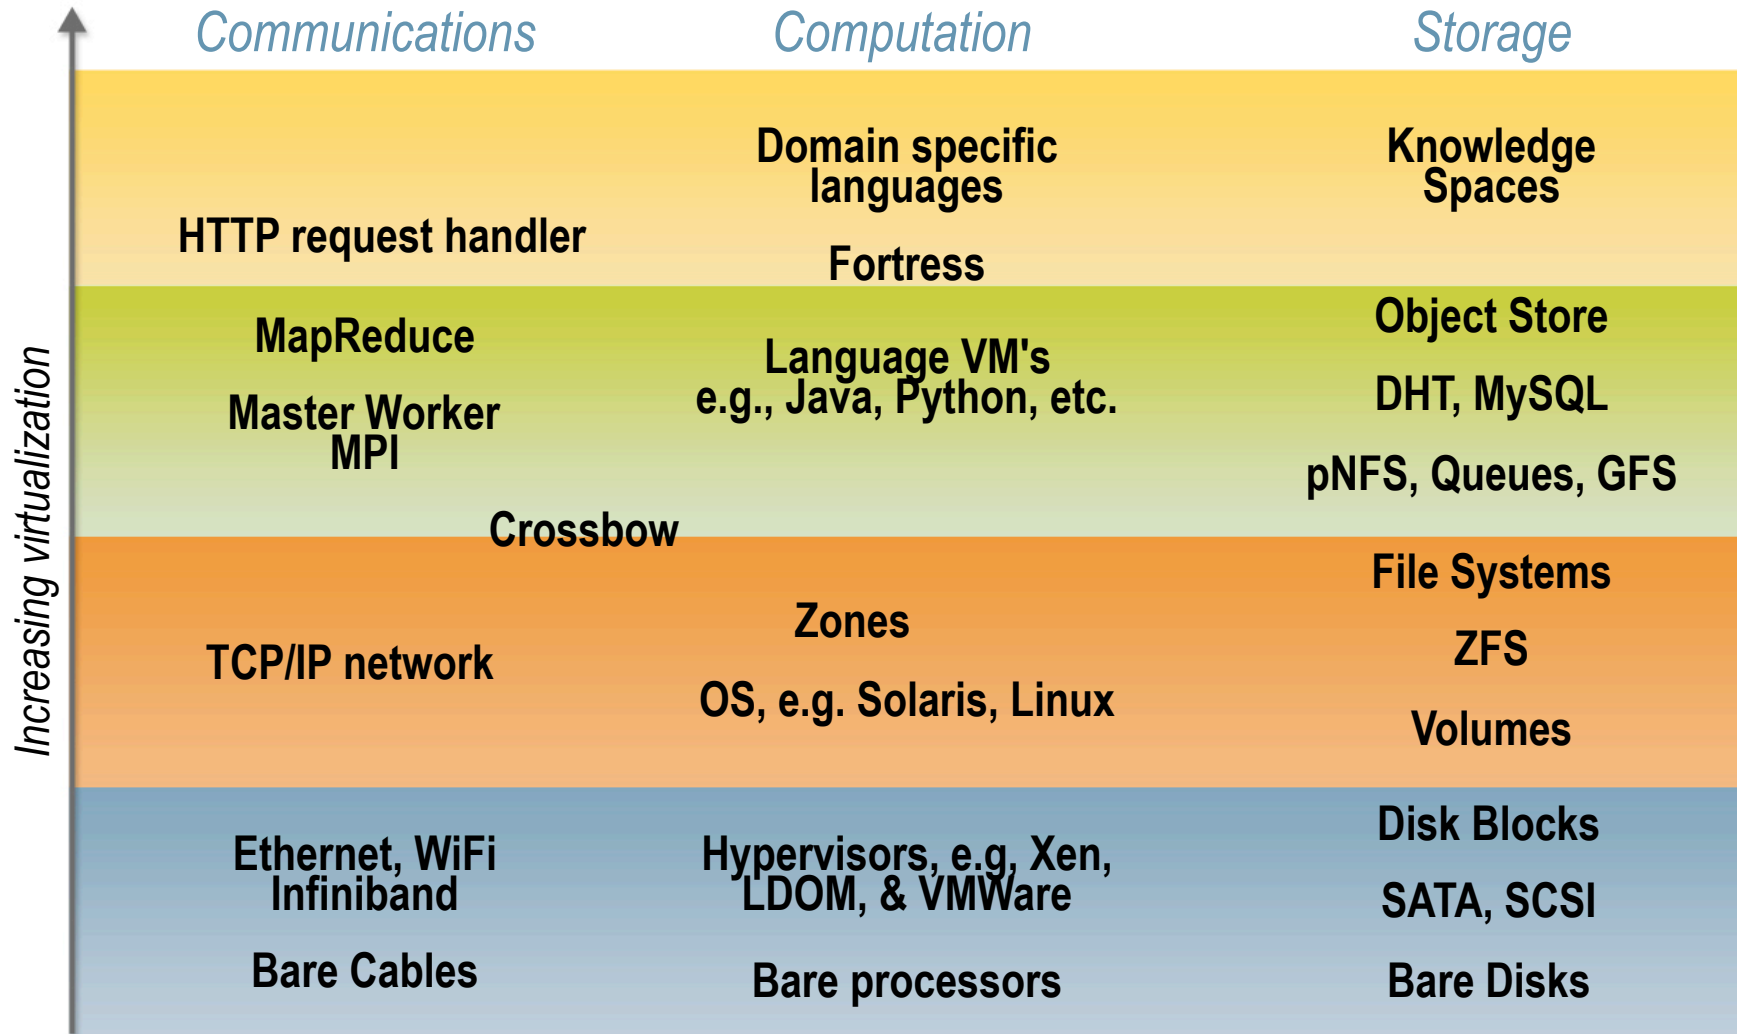 Communications
Computation
Storage
Increasing virtualization
Domain specific
languages
Knowledge
Spaces
HTTP request handler
Fortress
MapReduce
Master Worker
MPI
Language VM's
e.g., Java, Python, etc.
Object Store
DHT, MySQL
pNFS, Queues, GFS
Crossbow
TCP/IP network
Zones
OS, e.g. Solaris, Linux
File Systems
ZFS
Volumes
Ethernet, WiFi
Infiniband
Bare Cables
Hypervisors, e.g, Xen,
LDOM, & VMWare
Bare processors
Disk Blocks
SATA, SCSI
Bare Disks